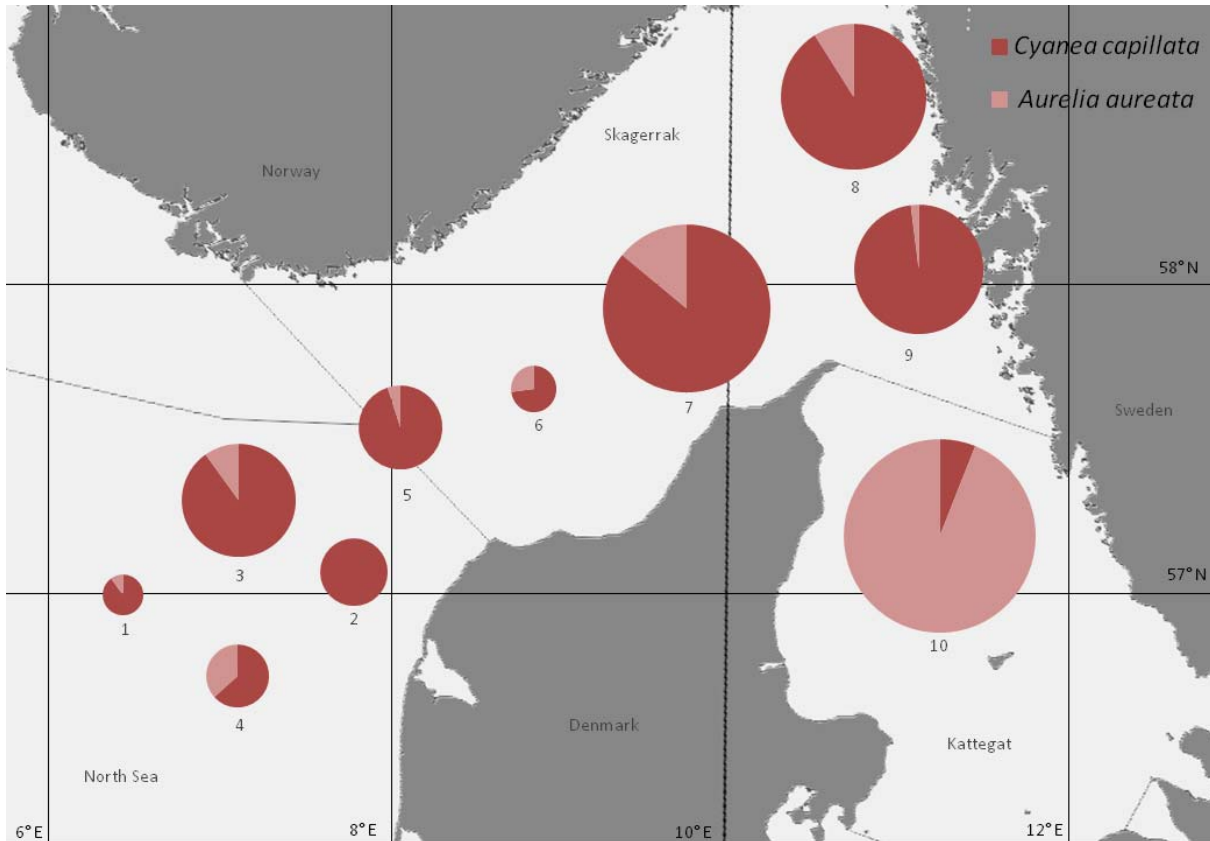 Cyanea capillata
Aurelia aureata
Skagerrak
Norway
8
58°N
9
7
6
Sweden
5
3
57°N
2
1
10
4
Denmark
Kattegat
North Sea
6°E
8°E
10°E
12°E